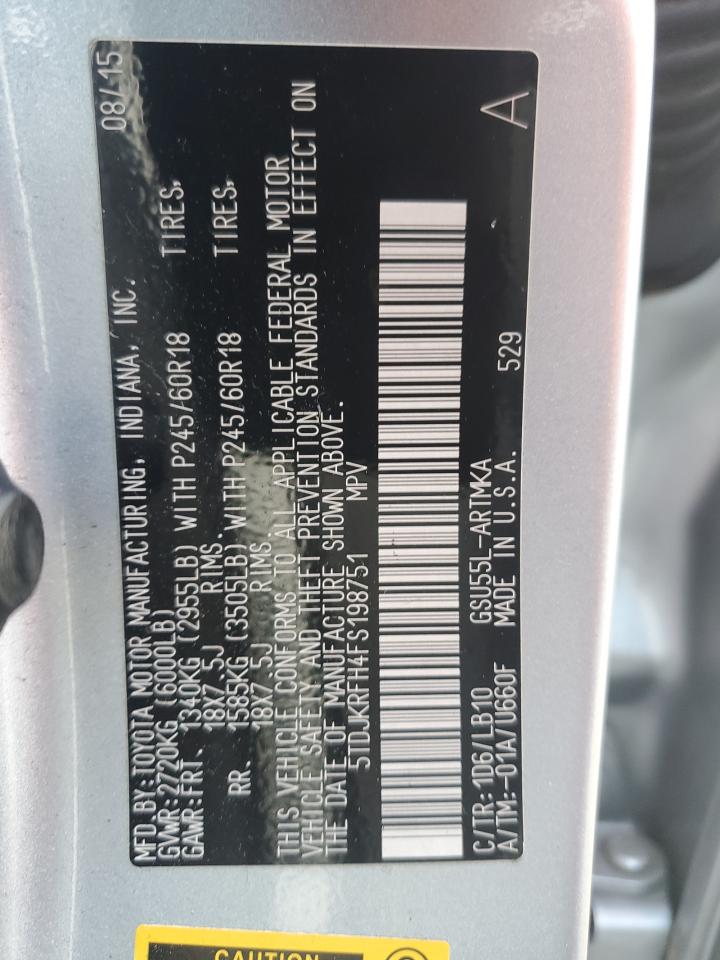 MFD.BY:TOYOTA MOTOR MANUFACTURING, INDIANA, INC. 08/15
GVWR:2720KG (6000LB)
GAWR:FRT. 1340KG (2955LB) WITH P245/60R18 TIRES,
18X7.5J RIMS.
RR. 1585KG (3505LB) WITH P245/60R18 TIRES,
18X7.5J RIMS.
THIS VEHICLE CONFORMS TO ALL APPLICABLE FEDERAL MOTOR
VEHICLE SAFETY AND THEFT PREVENTION STANDARDS IN EFFECT ON
THE DATE OF MANUFACTURE SHOWN ABOVE.
5TDJKRFH4FS198751 MPV
C/TR:1D6/LB10 GSU55L-ARTMKA A
A/TM:-01A/U660F MADE IN U.S.A. 529
CAUTION